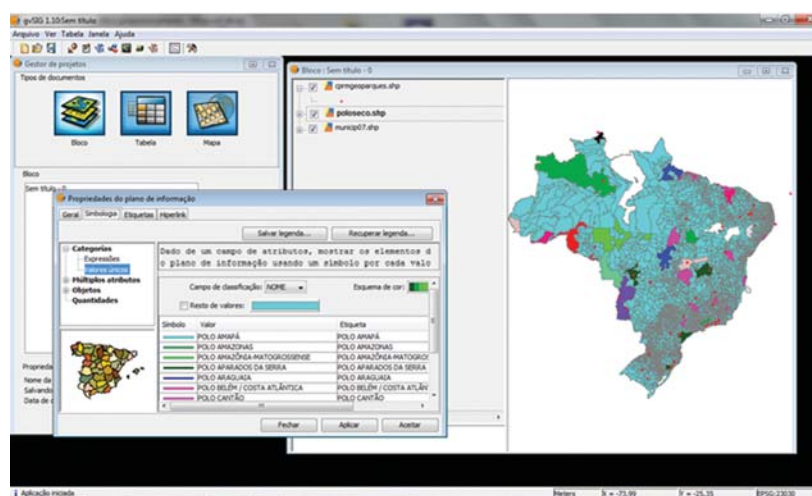 gvSIG 1.10:Sem título
Arquivo Ver Tabela Janela Ajuda
Gestor de projetos
Tipos de documentos
Bloco
Tabela
Mapa
Bloco
Sem título - 0
Bloco : Sem título - 0
cprmgeoparques.shp
poloseco.shp
municip07.shp
Propriedades do plano de informação
Geral Simbologia Etiquetas Hiperlink
Salvar legenda... Recuperar legenda...
Categorias
Expressões
Valores únicos
Múltiplos atributos
Objetos
Quantidades
Dado de um campo de atributos, mostrar os elementos d
o plano de informação usando um símbolo por cada valo
Campo de classificação: NOME
Esquema de cor:
Resto de valores:
Símbolo Valor Etiqueta
POLO AMAPÁ POLO AMAPÁ
POLO AMAZONAS POLO AMAZONAS
POLO AMAZÔNIA-MATOGROSSENSE POLO AMAZÔNIA-MATOGROS
POLO APARADOS DA SERRA POLO APARADOS DA SERRA
POLO ARAGUAIA POLO ARAGUAIA
POLO BELÉM / COSTA ATLÂNTICA POLO BELÉM / COSTA ATLÂN
POLO CANTÃO POLO CANTÃO
Fechar Aplicar Aceitar
Propriedade
Nome da
Salvando
Data de c
Aplicação iniciada
Meters X = -73,99 Y = -25,35 EPSG:23030